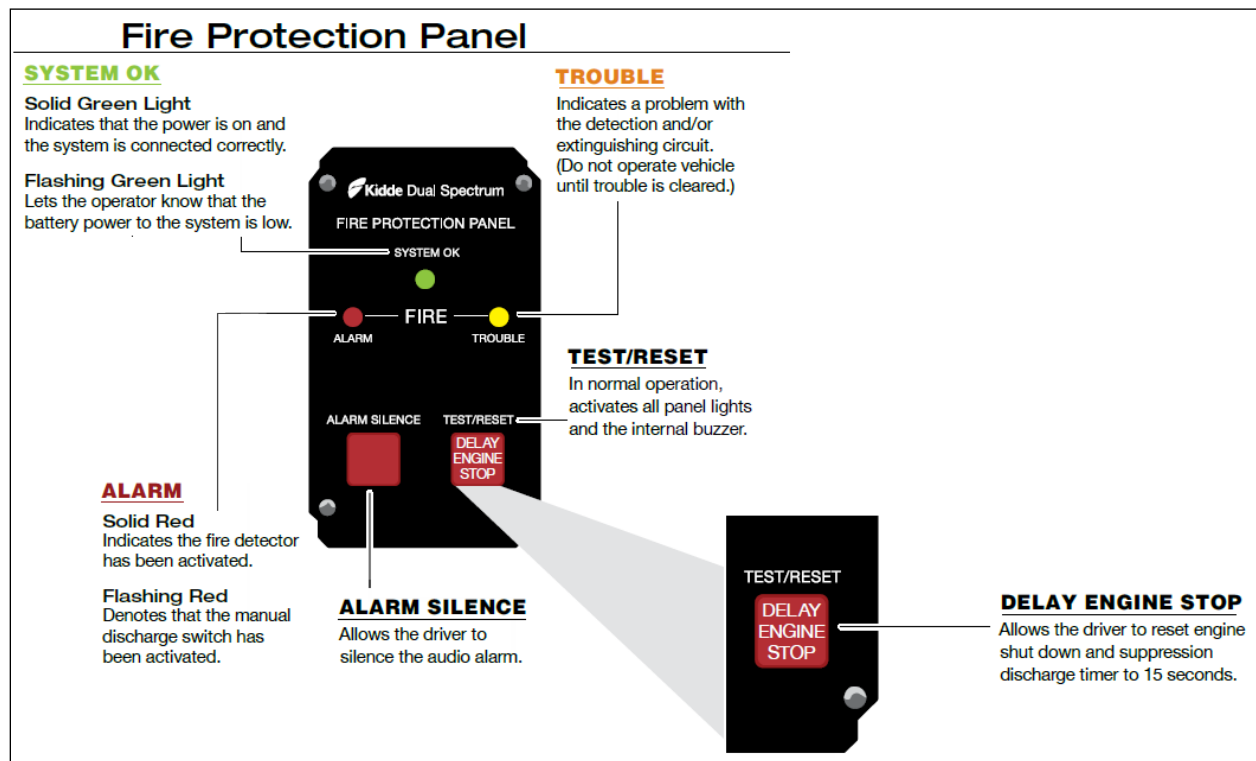 Fire Protection Panel
SYSTEM OK
Solid Green Light
Indicates that the power is on and
the system is connected correctly.
Flashing Green Light
Lets the operator know that the
battery power to the system is low.
TROUBLE
Indicates a problem with
the detection and/or
extinguishing circuit.
(Do not operate vehicle
until trouble is cleared.)
Kidde Dual Spectrum
FIRE PROTECTION PANEL
SYSTEM OK
FIRE
ALARM
TROUBLE
ALARM SILENCE
TEST/RESET
DELAY
ENGINE
STOP
TEST/RESET
In normal operation,
activates all panel lights
and the internal buzzer.
ALARM
Solid Red
Indicates the fire detector
has been activated.
Flashing Red
Denotes that the manual
discharge switch has
been activated.
ALARM SILENCE
Allows the driver to
silence the audio alarm.
TEST/RESET
DELAY
ENGINE
STOP
DELAY ENGINE STOP
Allows the driver to reset engine
shut down and suppression
discharge timer to 15 seconds.